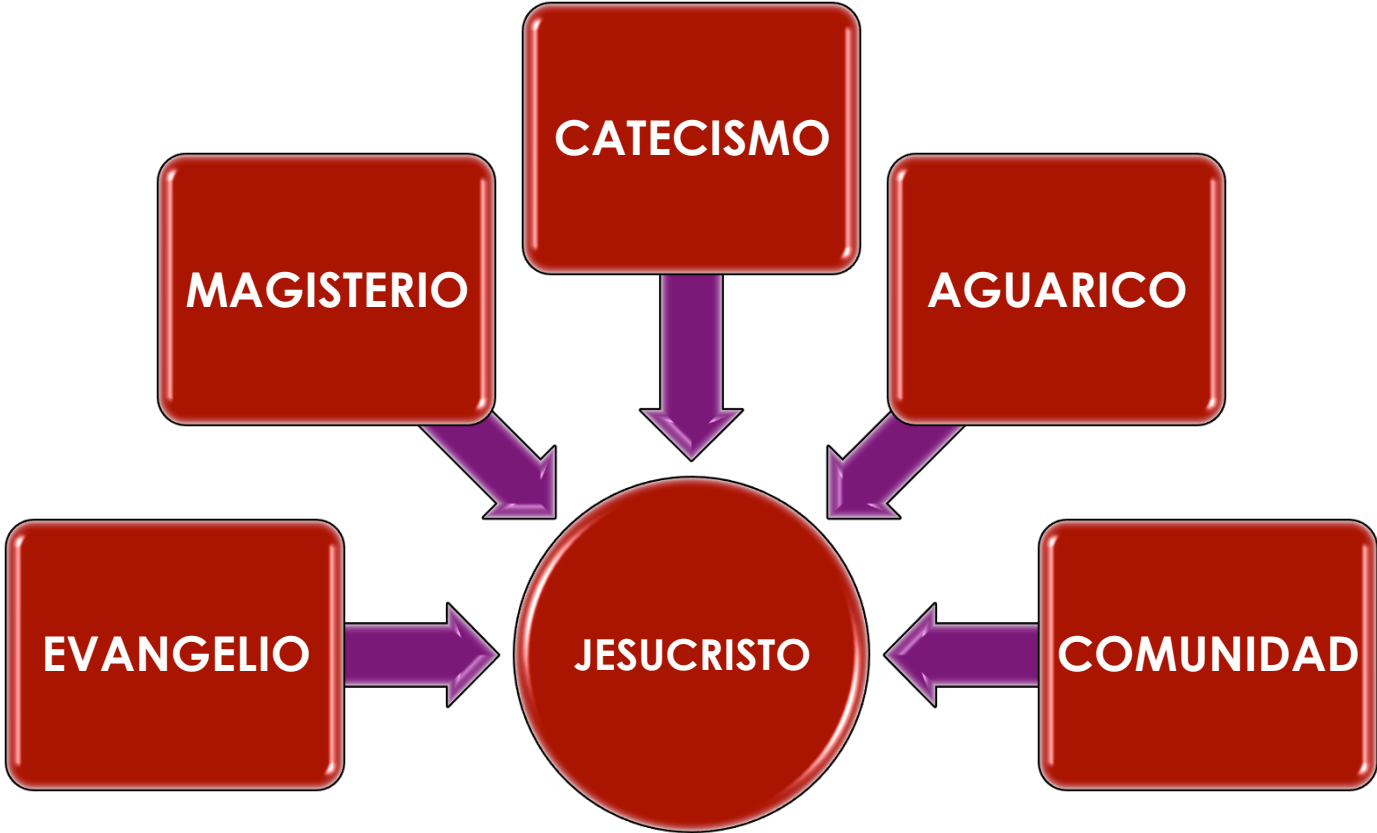 CATECISMO
MAGISTERIO
AGUARICO
EVANGELIO
JESUCRISTO
COMUNIDAD